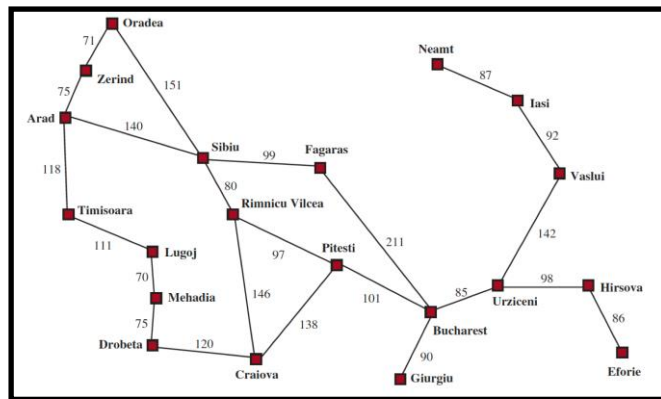 Oradea
71
Neamt
87
Zerind
151
75
Iasi
Arad
140
92
Sibiu
Fagaras
99
118
Vaslui
80
Timisoara
Rimnicu Vilcea
111
211
142
Lugoj
97
Pitesti
70
98
Hirsova
Mehadia
146
101
85
Urziceni
138
86
75
Bucharest
120
Drobeta
90
Eforie
Craiova
Giurgiu